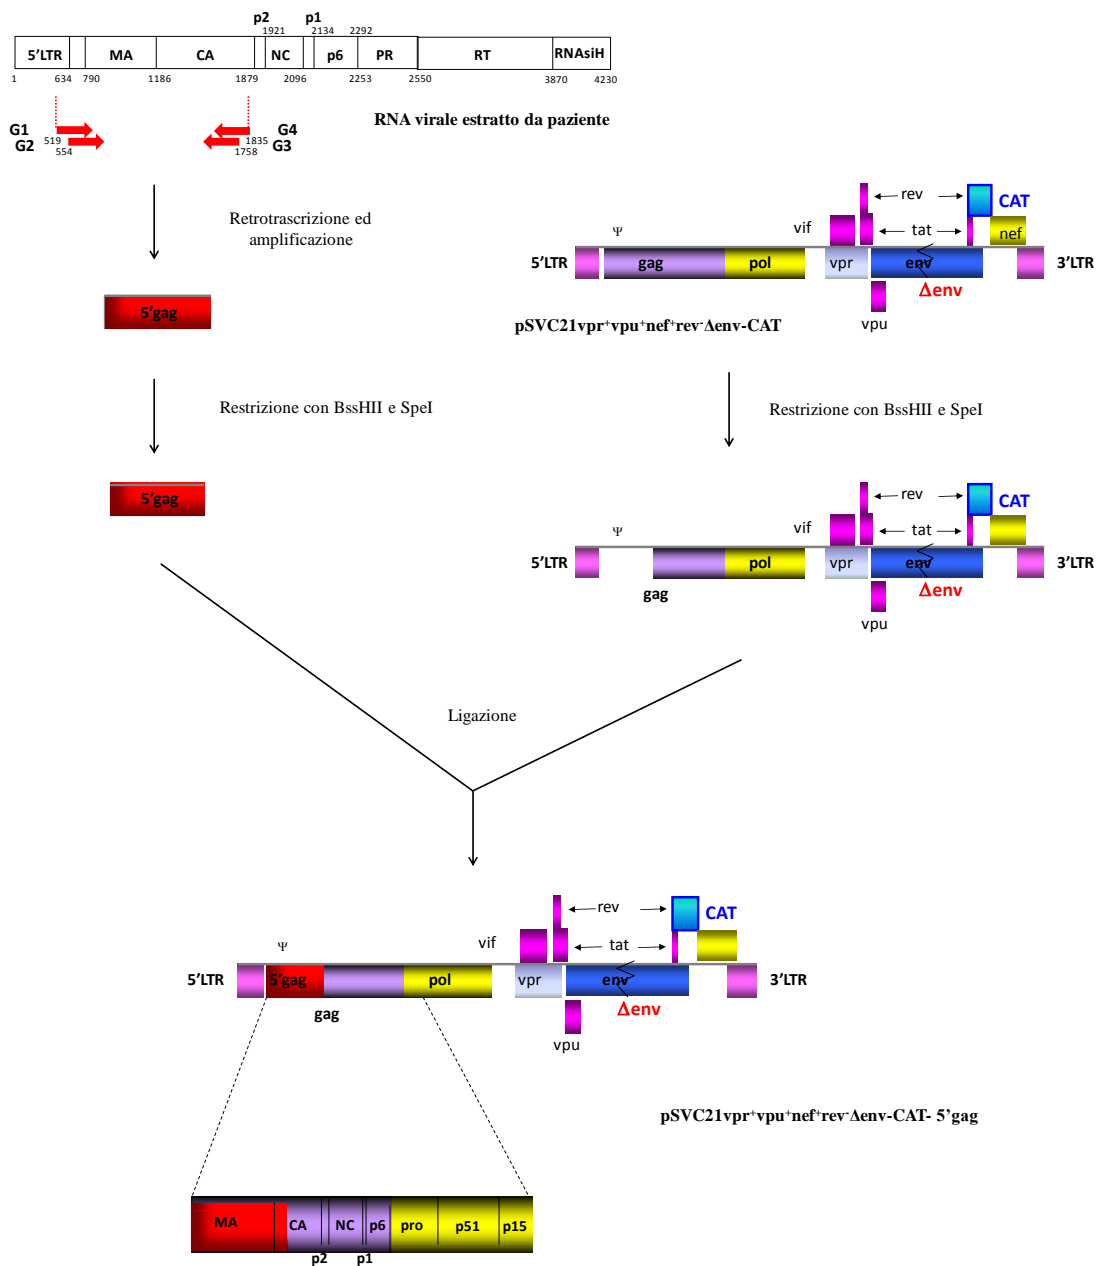 p2 p1
1921 2134 2292
5'LTR MA CA NC p6 PR RT RNAsiH
1 634 790 1186 1879 2096 2253 2550 3870 4230
RNA virale estratto da paziente
G1 G4
519 1835
G2 G3
554 1758
Retrotrascrizione ed
amplificazione
5'gag
Restrizione con BssHII e SpeI
5'gag
rev CAT
vif Ψ tat nef
5'LTR gag pol vpr env 3'LTR
Δenv
vpu
pSVC21vpr⁺vpu⁺nef⁺rev⁻Δenv-CAT
Restrizione con BssHII e SpeI
rev CAT
Ψ vif tat
5'LTR pol vpr env 3'LTR
gag Δenv
vpu
Ligazione
rev CAT
Ψ vif tat
5'LTR 5'gag pol vpr env 3'LTR
gag Δenv
vpu
pSVC21vpr⁺vpu⁺nef⁺rev⁻Δenv-CAT- 5'gag
MA CA NC p6 pro p51 p15
p2 p1